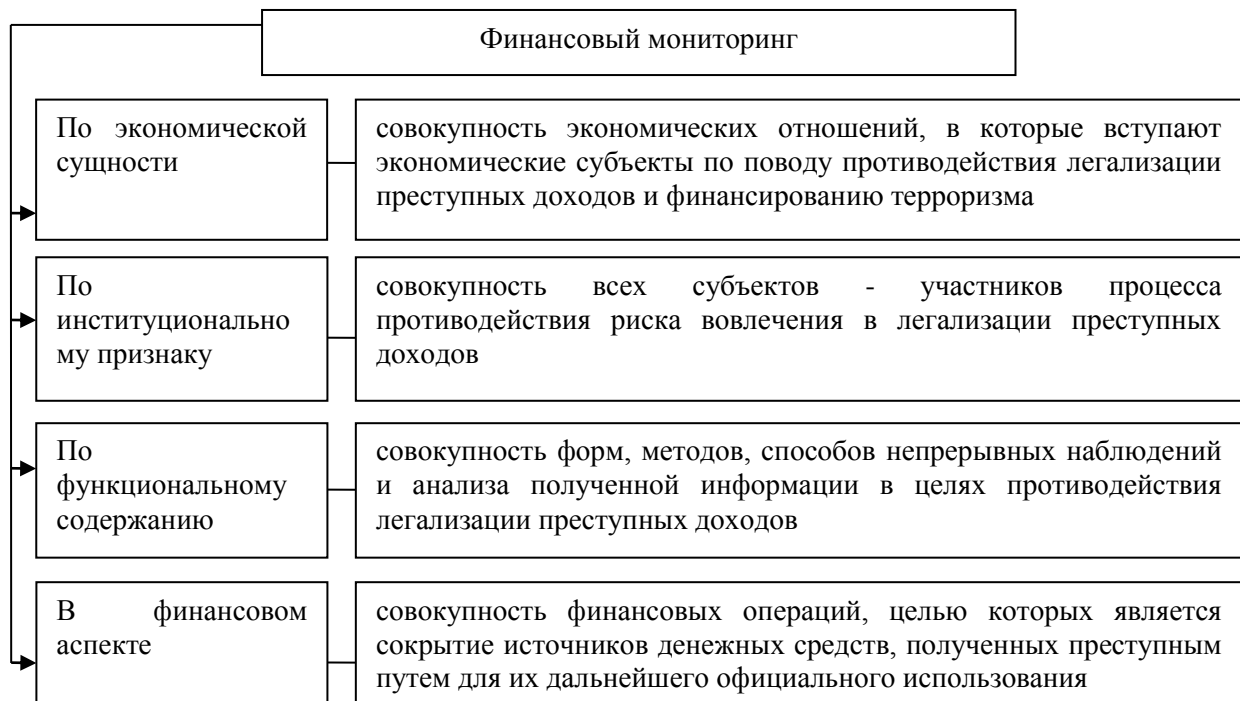 Финансовый мониторинг
По экономической
сущности
совокупность экономических отношений, в которые вступают
экономические субъекты по поводу противодействия легализации
преступных доходов и финансированию терроризма
По
институционально
му признаку
совокупность всех субъектов - участников процесса
противодействия риска вовлечения в легализации преступных
доходов
По
функциональному
содержанию
совокупность форм, методов, способов непрерывных наблюдений
и анализа полученной информации в целях противодействия
легализации преступных доходов
В финансовом
аспекте
совокупность финансовых операций, целью которых является
сокрытие источников денежных средств, полученных преступным
путем для их дальнейшего официального использования